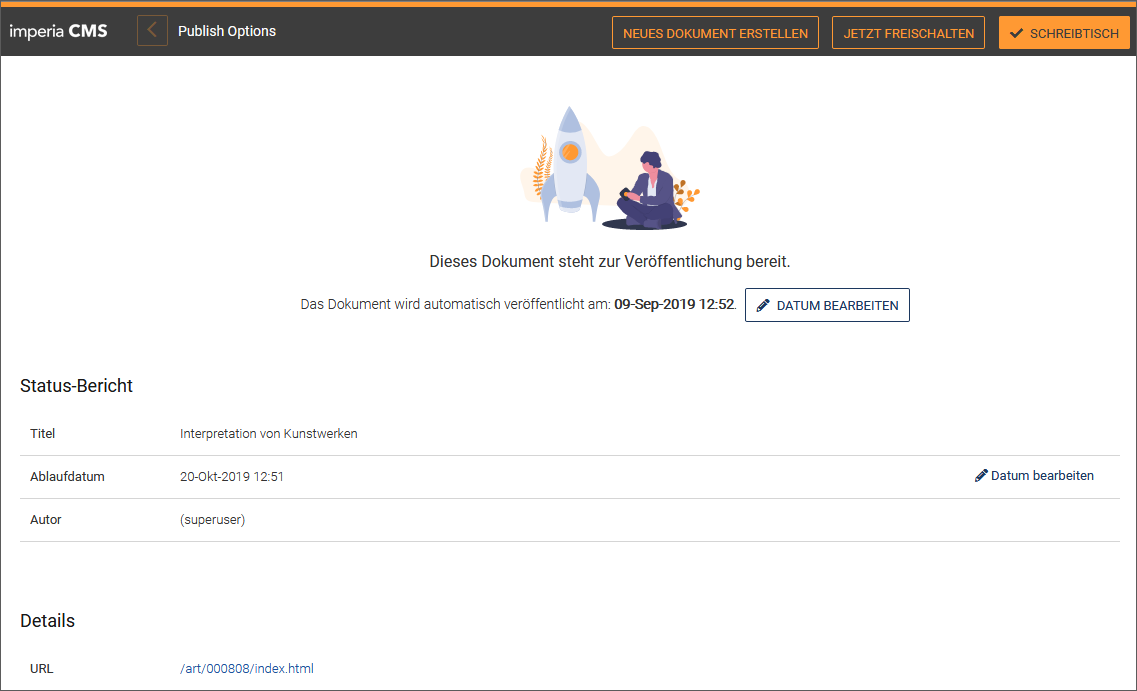 imperia CMS Publish Options NEUES DOKUMENT ERSTELLEN JETZT FREISCHALTEN SCHREIBTISCH
Dieses Dokument steht zur Veröffentlichung bereit.
Das Dokument wird automatisch veröffentlicht am: 09-Sep-2019 12:52. DATUM BEARBEITEN
Status-Bericht
Titel Interpretation von Kunstwerken
Ablaufdatum 20-Okt-2019 12:51 Datum bearbeiten
Autor (superuser)
Details
URL /art/000808/index.html